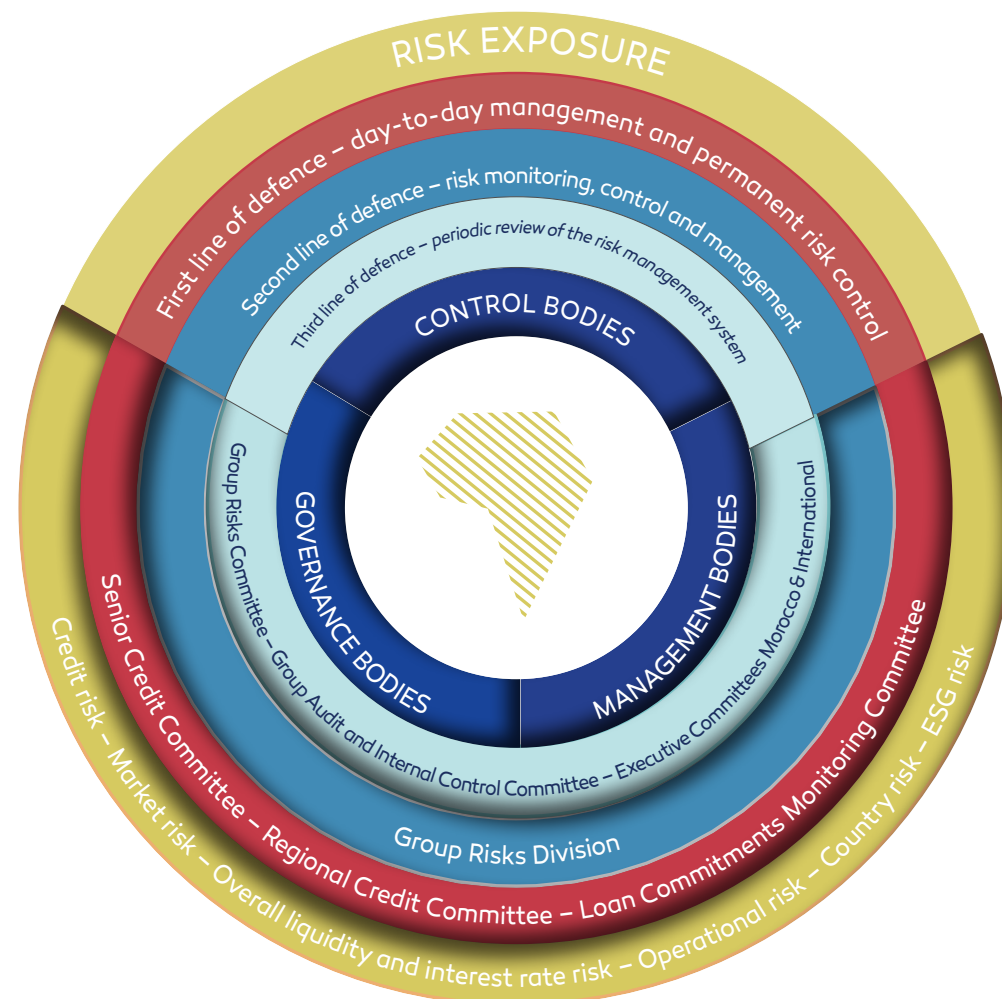 RISK EXPOSURE
First line of defence – day-to-day management and permanent risk control
Second line of defence – risk monitoring, control and management
Third line of defence – periodic review of the risk management system
CONTROL BODIES
GOVERNANCE BODIES
MANAGEMENT BODIES
Group Risks Committee – Group Audit and Internal Control Committee – Executive Committees Morocco & International
Group Risks Division
Senior Credit Committee – Regional Credit Committee – Loan Commitments Monitoring Committee
Credit risk – Market risk – Overall liquidity and interest rate risk – Operational risk – Country risk – ESG risk